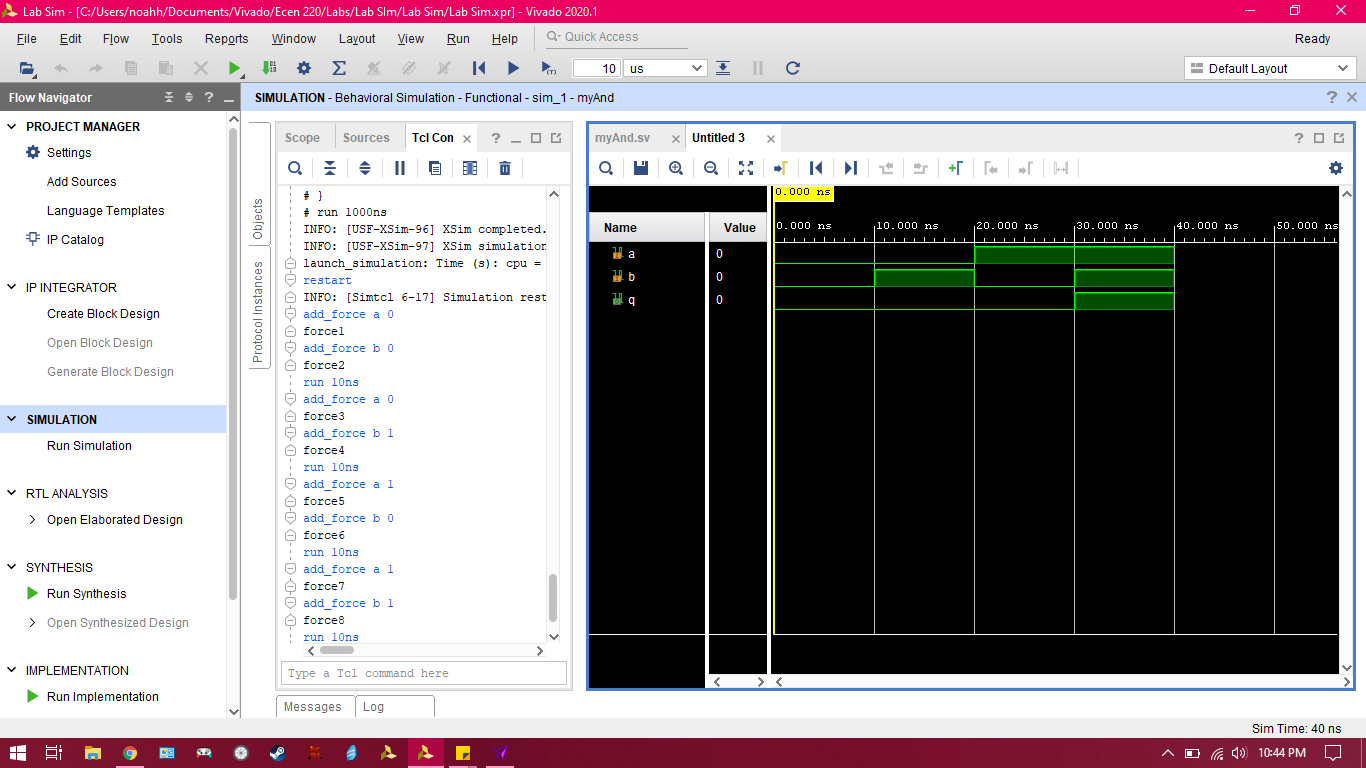 Lab Sim - [C:/Users/noahh/Documents/Vivado/Ecen 220/Labs/Lab SIm/Lab Sim/Lab Sim.xpr] - Vivado 2020.1
File Edit Flow Tools Reports Window Layout View Run Help Quick Access Ready
10 us Default Layout
Flow Navigator
SIMULATION - Behavioral Simulation - Functional - sim_1 - myAnd
PROJECT MANAGER
Settings
Add Sources
Language Templates
IP Catalog
IP INTEGRATOR
Create Block Design
Open Block Design
Generate Block Design
SIMULATION
Run Simulation
RTL ANALYSIS
Open Elaborated Design
SYNTHESIS
Run Synthesis
Open Synthesized Design
IMPLEMENTATION
Run Implementation
Objects
Protocol Instances
Scope Sources Tcl Con
# }
# run 1000ns
INFO: [USF-XSim-96] XSim completed.
INFO: [USF-XSim-97] XSim simulation
launch_simulation: Time (s): cpu =
restart
INFO: [Simtcl 6-17] Simulation rest
add_force a 0
force1
add_force b 0
force2
run 10ns
add_force a 0
force3
add_force b 1
force4
run 10ns
add_force a 1
force5
add_force b 0
force6
run 10ns
add_force a 1
force7
add_force b 1
force8
run 10ns
Type a Tcl command here
Messages Log
myAnd.sv Untitled 3
0.000 ns
Name Value
0.000 ns 10.000 ns 20.000 ns 30.000 ns 40.000 ns 50.000 ns
a 0
b 0
q 0
Sim Time: 40 ns
10:44 PM